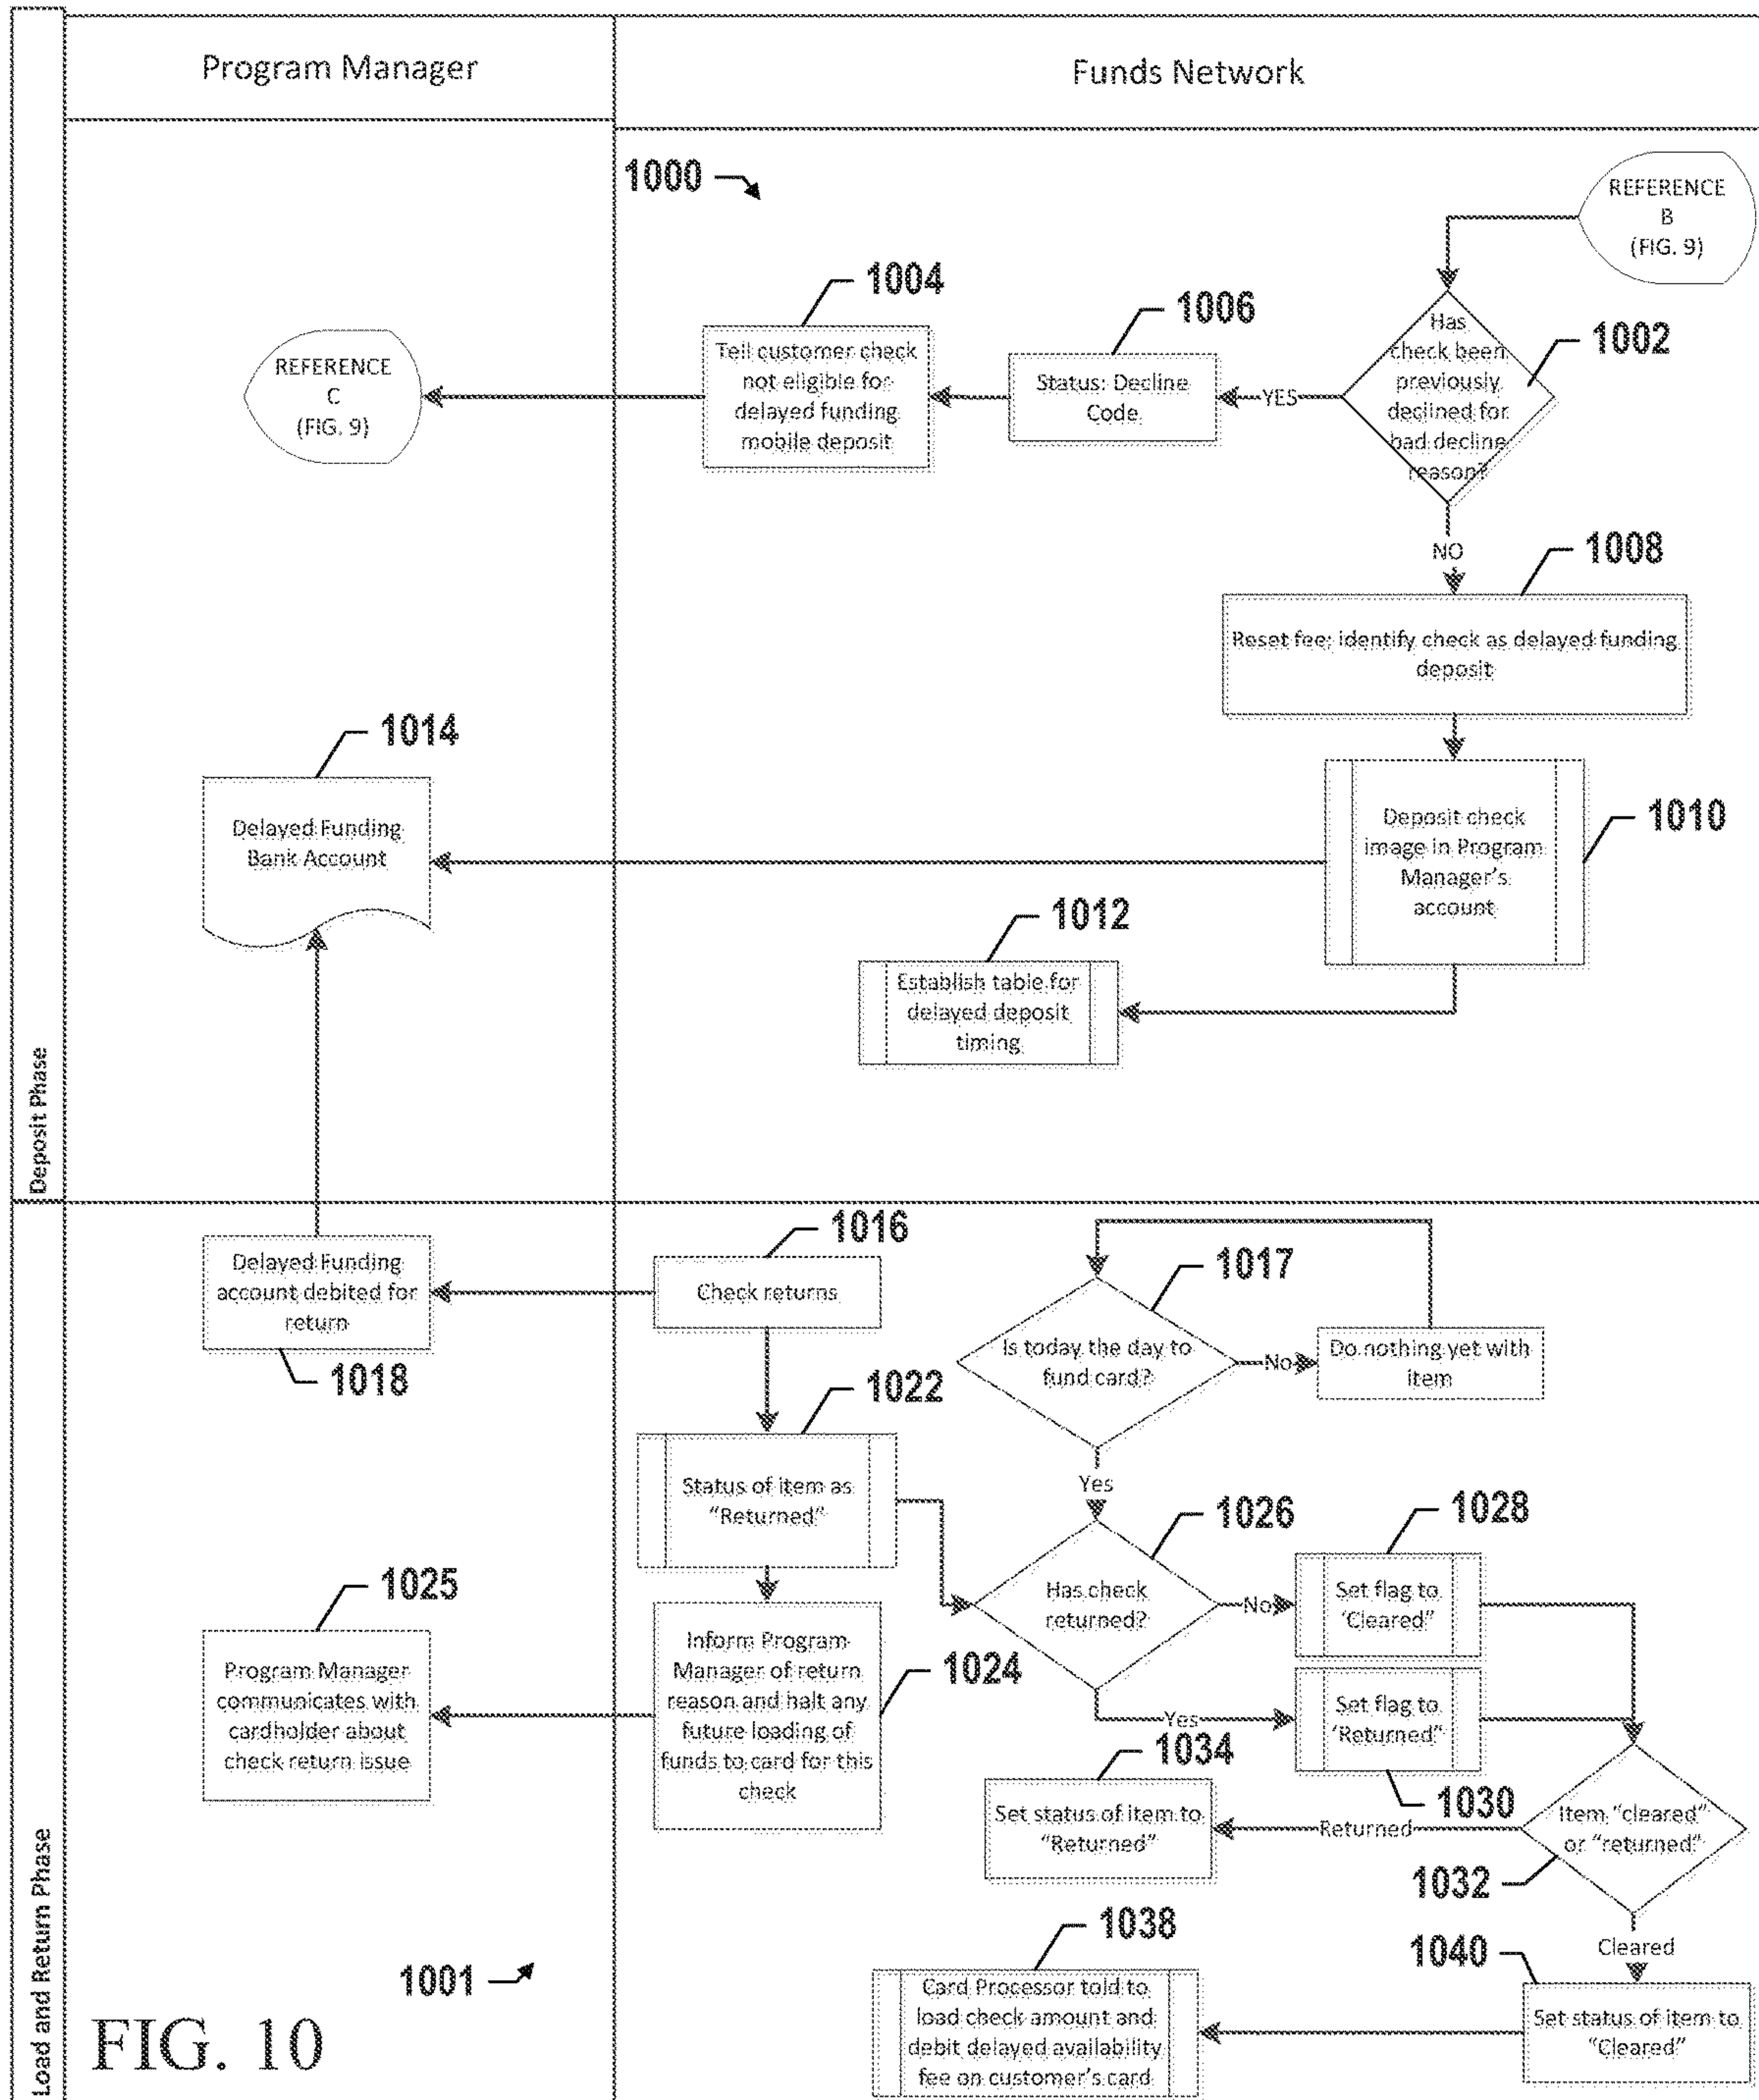 Program Manager
Funds Network
1000
REFERENCE
B
(FIG. 9)
1004
1006
Has
check been
previously
declined for
bad decline
reason?
1002
REFERENCE
C
(FIG. 9)
Tell customer check
not eligible for
delayed funding
mobile deposit
Status: Decline
Code
YES
NO
1008
Reset fee; identify check as delayed funding
deposit
1014
Delayed Funding
Bank Account
Deposit check
image in Program
Manager's
account
1010
1012
Establish table for
delayed deposit
timing
Deposit Phase
1016
1017
Delayed Funding
account debited for
return
1018
Check returns
Is today the day to
fund card?
No
Do nothing yet with
item
1022
Yes
Status of item as
"Returned"
1026
1028
1025
Has check
returned?
No
Set flag to
'Cleared"
Program Manager
communicates with
cardholder about
check return issue
Inform Program
Manager of return
reason and halt any
future loading of
funds to card for this
check
1024
Yes
Set flag to
'Returned"
1034
1030
Set status of item to
"Returned"
Returned
Item "cleared"
or "returned"
1032
1038
Cleared
1040
1001
Card Processor told to
load check amount and
debit delayed availability
fee on customer's card
Set status of item to
"Cleared"
Load and Return Phase
FIG. 10